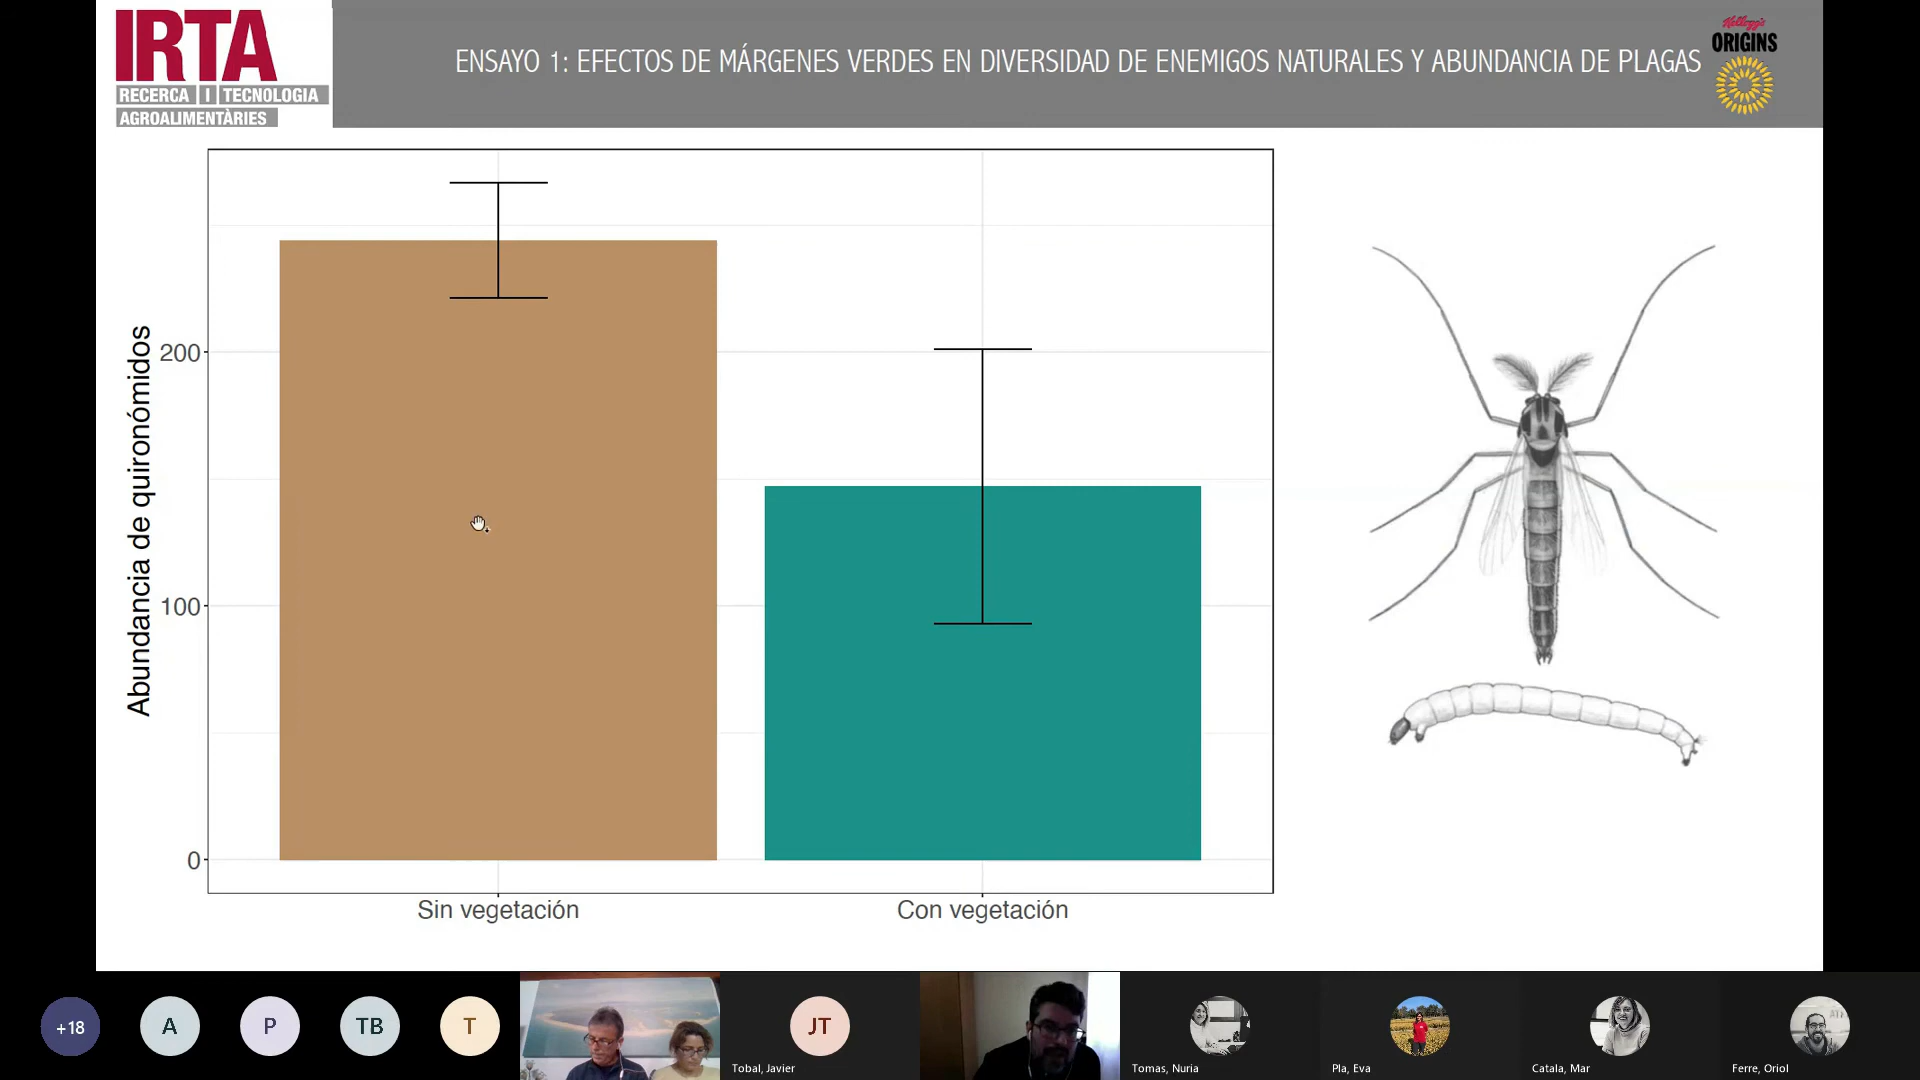 IRTA
RECERCA I TECNOLOGIA
AGROALIMENTÀRIES
ENSAYO 1: EFECTOS DE MÁRGENES VERDES EN DIVERSIDAD DE ENEMIGOS NATURALES Y ABUNDANCIA DE PLAGAS
Kellogg's
ORIGINS
Abundancia de quironómidos
200
100
0
Sin vegetación
Con vegetación
+18
A
P
TB
T
JT
Tobal, Javier
Tomas, Nuria
Pla, Eva
Catala, Mar
Ferre, Oriol